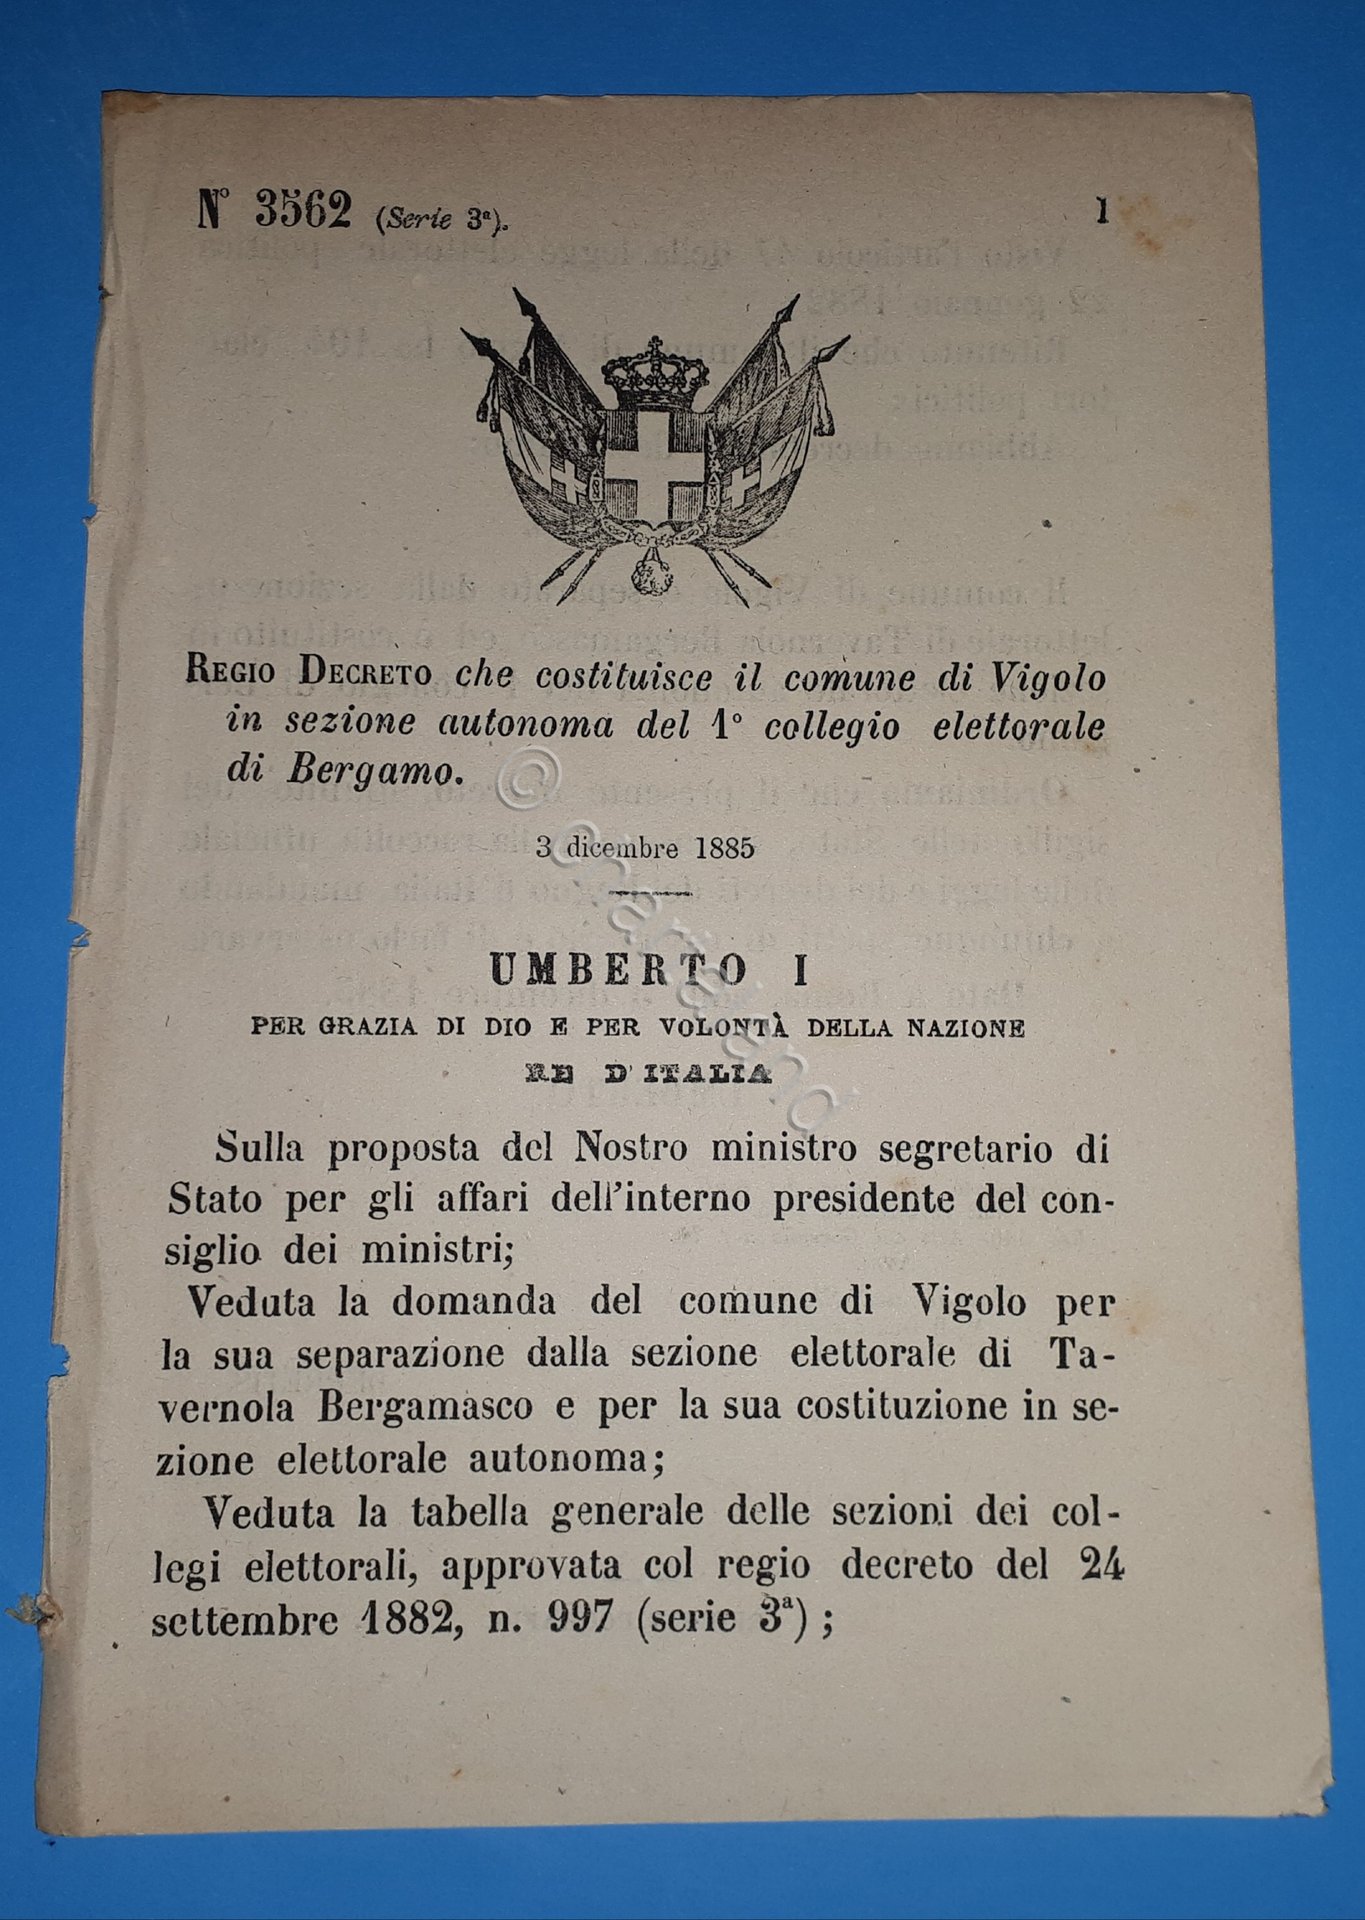 Nº 3562 (Serie 3ª). 1
REGIO DECRETO che costituisce il comune di Vigolo
in sezione autonoma del 1° collegio elettorale
di Bergamo.
3 dicembre 1885
UMBERTO I
PER GRAZIA DI DIO E PER VOLONTÀ DELLA NAZIONE
RE D'ITALIA
Sulla proposta del Nostro ministro segretario di
Stato per gli affari dell'interno presidente del con-
siglio dei ministri;
Veduta la domanda del comune di Vigolo per
la sua separazione dalla sezione elettorale di Ta-
vernola Bergamasco e per la sua costituzione in se-
zione elettorale autonoma;
Veduta la tabella generale delle sezioni dei col-
legi elettorali, approvata col regio decreto del 24
settembre 1882, n. 997 (serie 3ª);
© cartariend